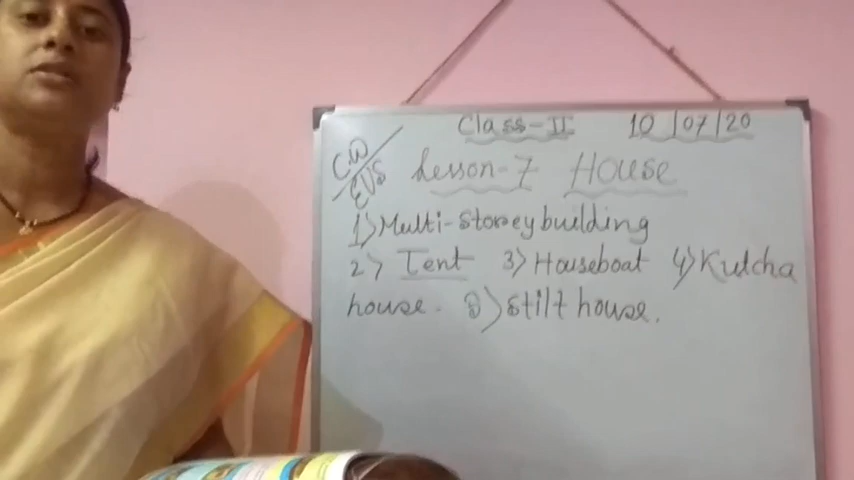 Class-II 10/07/20
CW/EVS Lesson-7 House
1) Multi-storey building
2) Tent 3) Houseboat 4) Kutcha
house. 5) Stilt house.